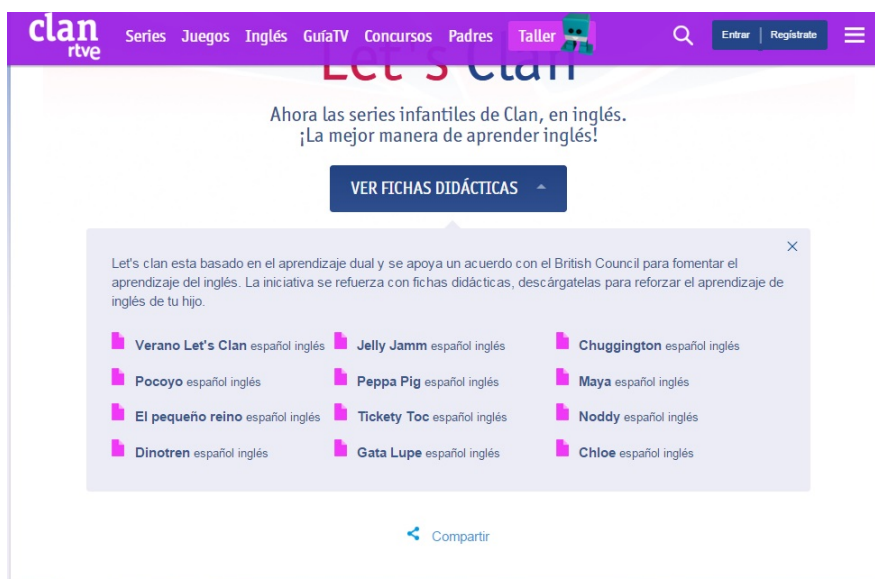 clan rtve
Series Juegos Inglés GuíaTV Concursos Padres Taller Entrar | Regístrate
Let's Clan
Ahora las series infantiles de Clan, en inglés.
¡La mejor manera de aprender inglés!
VER FICHAS DIDÁCTICAS
Let's clan esta basado en el aprendizaje dual y se apoya un acuerdo con el British Council para fomentar el
aprendizaje del inglés. La iniciativa se refuerza con fichas didácticas, descárgatelas para reforzar el aprendizaje de
inglés de tu hijo.
Verano Let's Clan español inglés Jelly Jamm español inglés Chuggington español inglés
Pocoyo español inglés Peppa Pig español inglés Maya español inglés
El pequeño reino español inglés Tickety Toc español inglés Noddy español inglés
Dinotren español inglés Gata Lupe español inglés Chloe español inglés
Compartir